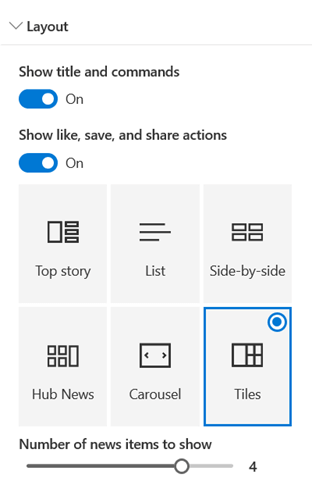 Layout
Show title and commands
On
Show like, save, and share actions
On
Top story
List
Side-by-side
Hub News
Carousel
Tiles
Number of news items to show
4